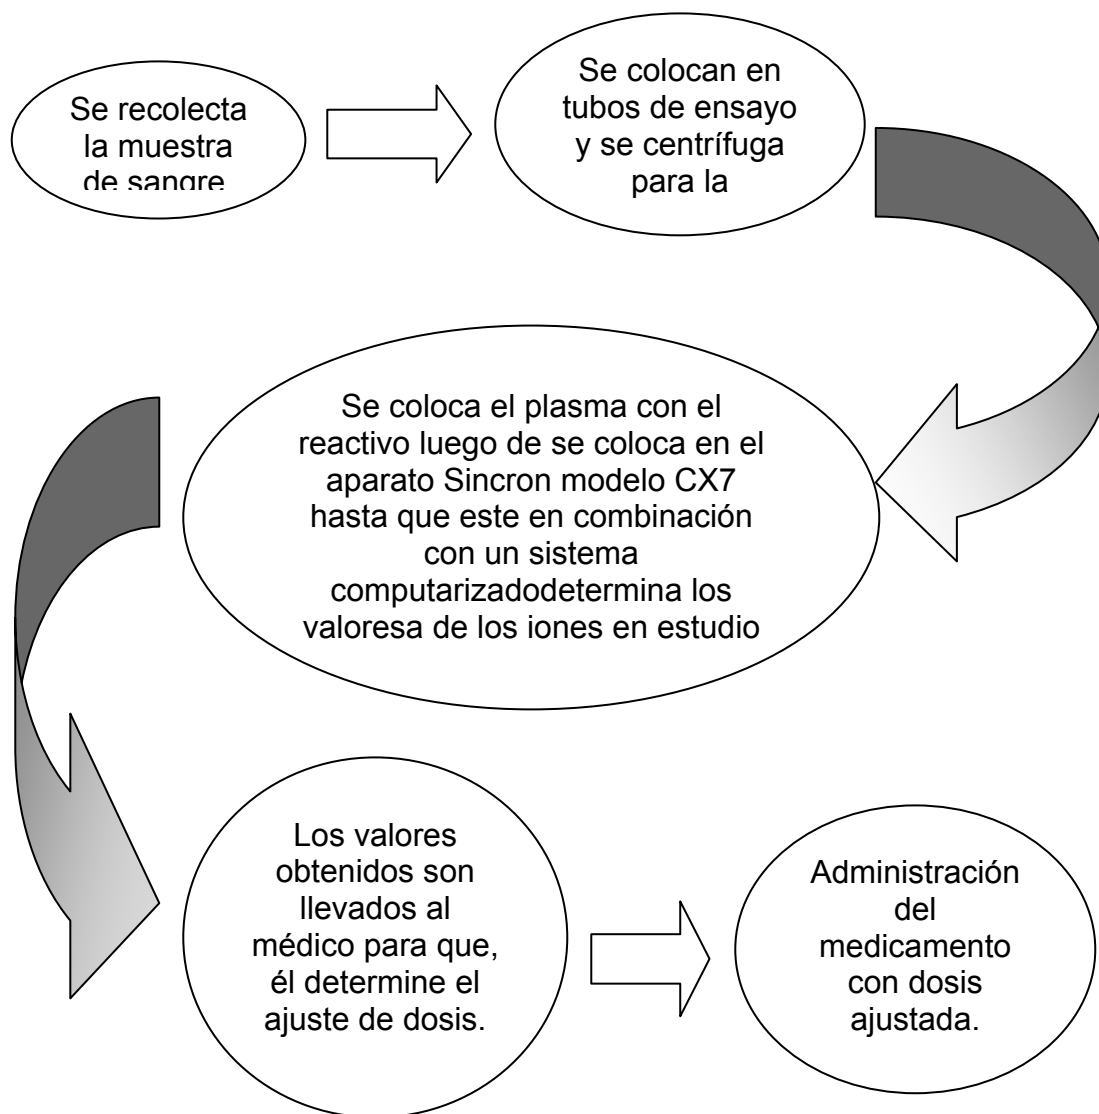 Se recolecta
la muestra
de sangre
Se colocan en
tubos de ensayo
y se centrífuga
para la
Se coloca el plasma con el
reactivo luego de se coloca en el
aparato Sincron modelo CX7
hasta que este en combinación
con un sistema
computarizadodetermina los
valoresa de los iones en estudio
Los valores
obtenidos son
llevados al
médico para que,
él determine el
ajuste de dosis.
Administración
del
medicamento
con dosis
ajustada.